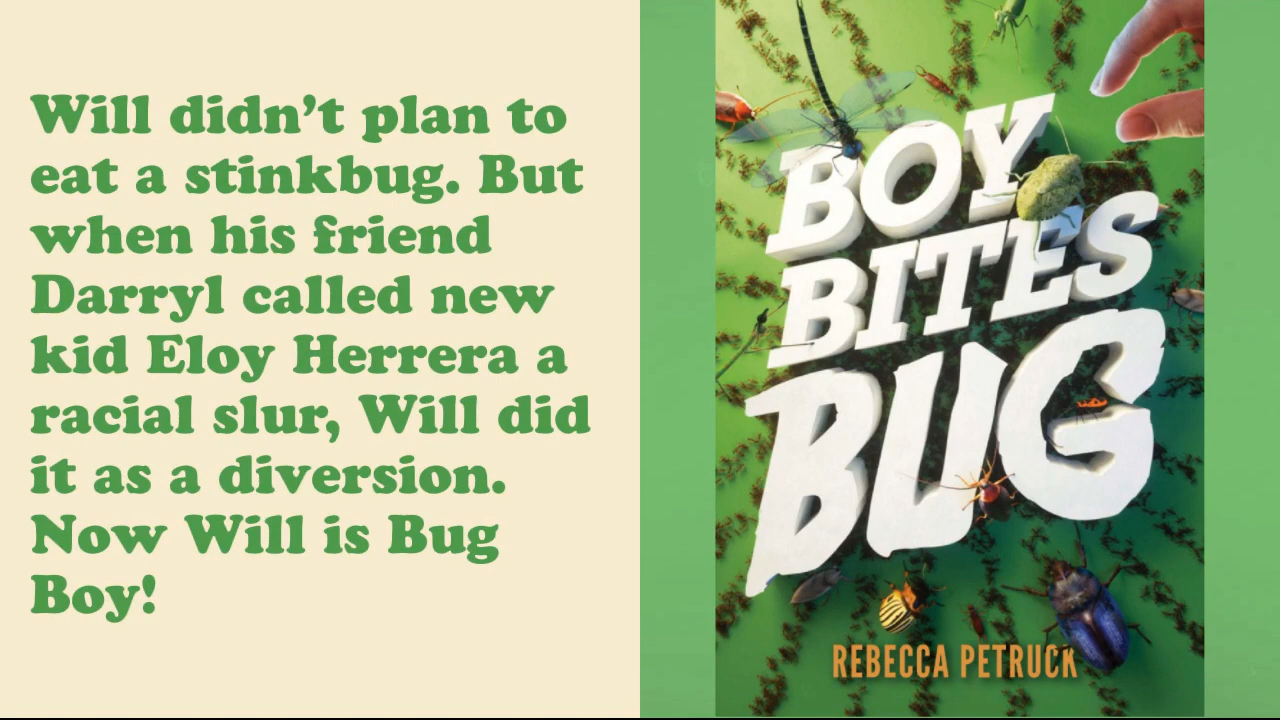 Will didn’t plan to
eat a stinkbug. But
when his friend
Darryl called new
kid Eloy Herrera a
racial slur, Will did
it as a diversion.
Now Will is Bug
Boy!
BOY
BITES
BUG
REBECCA PETRUCK